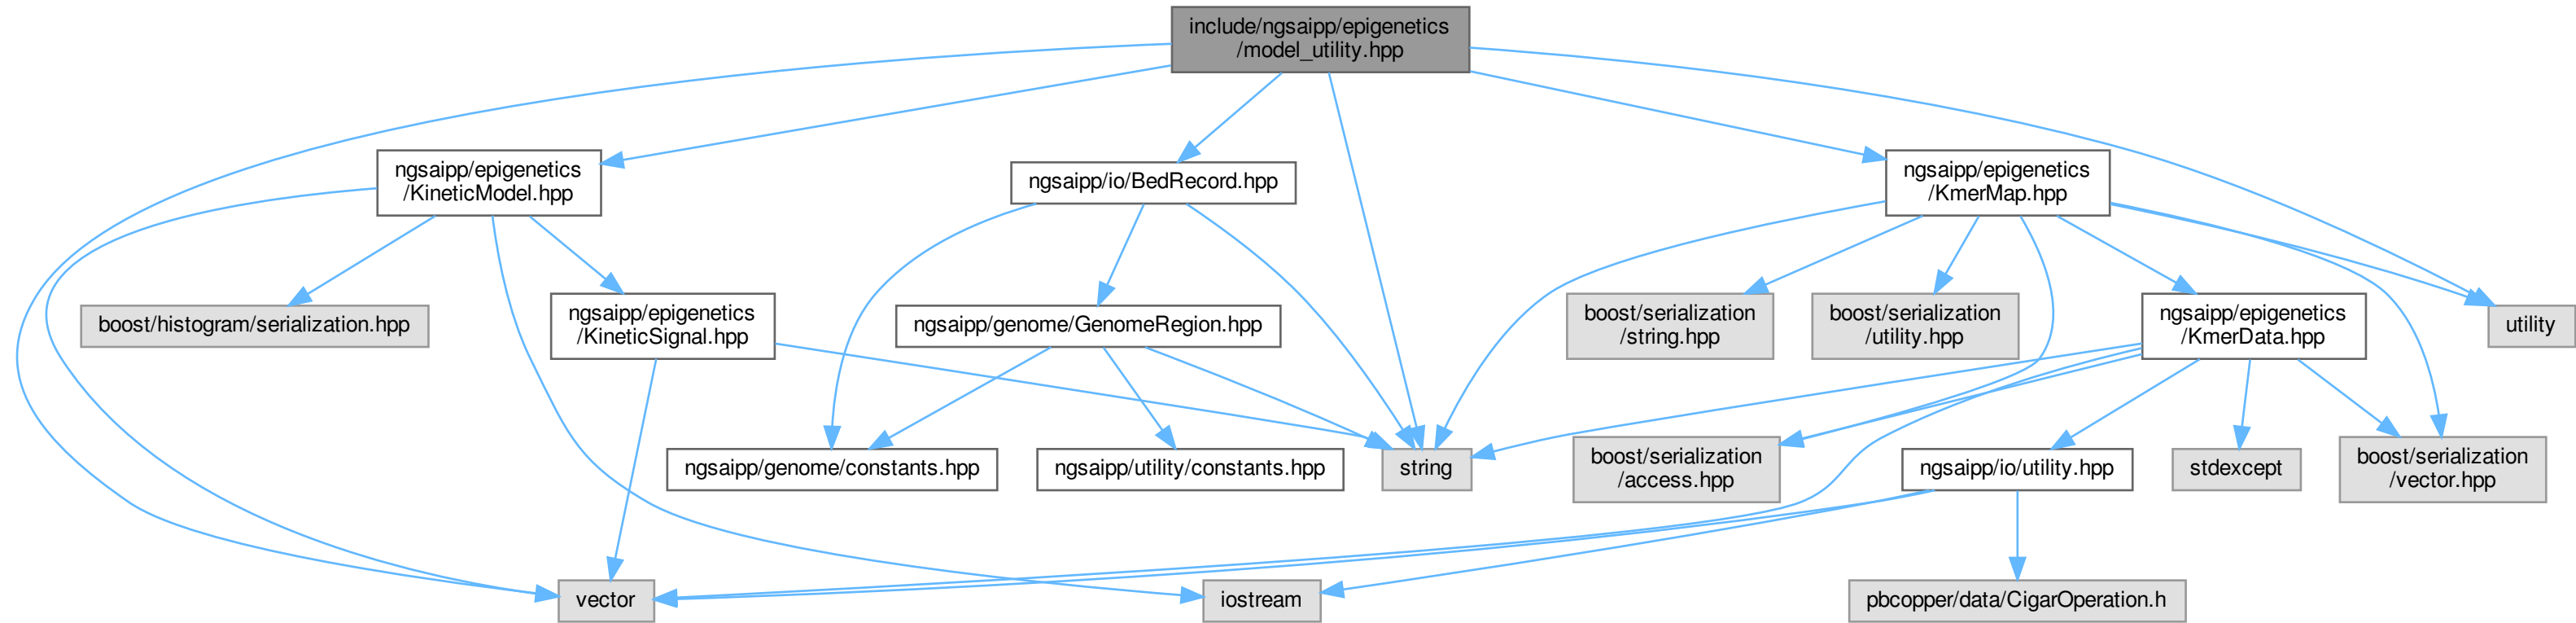 include/ngsaipp/epigenetics
/model_utility.hpp
ngsaipp/epigenetics
/KineticModel.hpp
ngsaipp/io/BedRecord.hpp
ngsaipp/epigenetics
/KmerMap.hpp
boost/histogram/serialization.hpp
ngsaipp/epigenetics
/KineticSignal.hpp
ngsaipp/genome/GenomeRegion.hpp
boost/serialization
/string.hpp
boost/serialization
/utility.hpp
ngsaipp/epigenetics
/KmerData.hpp
utility
ngsaipp/genome/constants.hpp
ngsaipp/utility/constants.hpp
string
boost/serialization
/access.hpp
ngsaipp/io/utility.hpp
stdexcept
boost/serialization
/vector.hpp
vector
iostream
pbcopper/data/CigarOperation.h